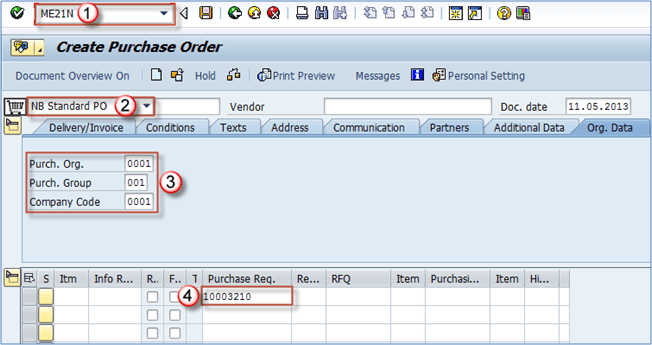 ME21N 1
Create Purchase Order
Document Overview On Hold Print Preview Messages Personal Setting
NB Standard PO 2 Vendor Doc. date 11.05.2013
Delivery/Invoice Conditions Texts Address Communication Partners Additional Data Org. Data
Purch. Org. 0001
Purch. Group 001 3
Company Code 0001
S Itm Info R... R.. F... T Purchase Req. Re... RFQ Item Purchasi... Item Hi...
4 10003210